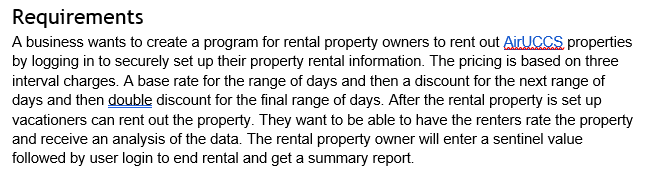 Requirements
A business wants to create a program for rental property owners to rent out AirUCCS properties
by logging in to securely set up their property rental information. The pricing is based on three
interval charges. A base rate for the range of days and then a discount for the next range of
days and then double discount for the final range of days. After the rental property is set up
vacationers can rent out the property. They want to be able to have the renters rate the property
and receive an analysis of the data. The rental property owner will enter a sentinel value
followed by user login to end rental and get a summary report.